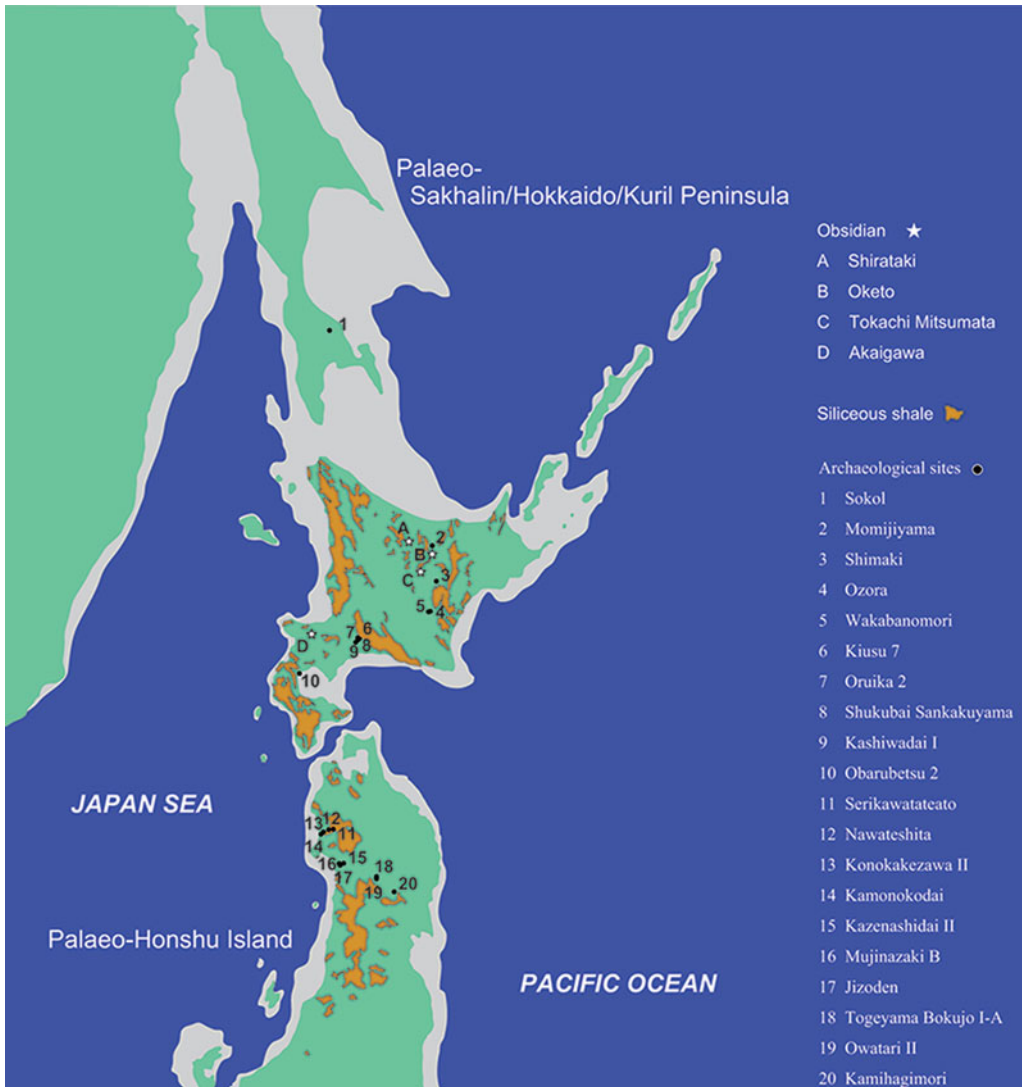 Palaeo-
Sakhalin/Hokkaido/Kuril Peninsula
Obsidian
A Shirataki
B Oketo
C Tokachi Mitsumata
D Akaigawa
Siliceous shale
Archaeological sites
1 Sokol
2 Momijiyama
3 Shimaki
4 Ozora
5 Wakabanomori
6 Kiusu 7
7 Oruika 2
8 Shukubai Sankakuyama
9 Kashiwadai I
10 Obarubetsu 2
11 Serikawatateato
12 Nawateshita
13 Konokakezawa II
14 Kamonokodai
15 Kazenashidai II
16 Mujinazaki B
17 Jizoden
18 Togeyama Bokujo I-A
19 Owatari II
20 Kamihagimori
1
A
2
B
C
3
5 4
7 6
D
9 8
10
JAPAN SEA
13 12
11
14
16 15
18
17
19 20
Palaeo-Honshu Island
PACIFIC OCEAN